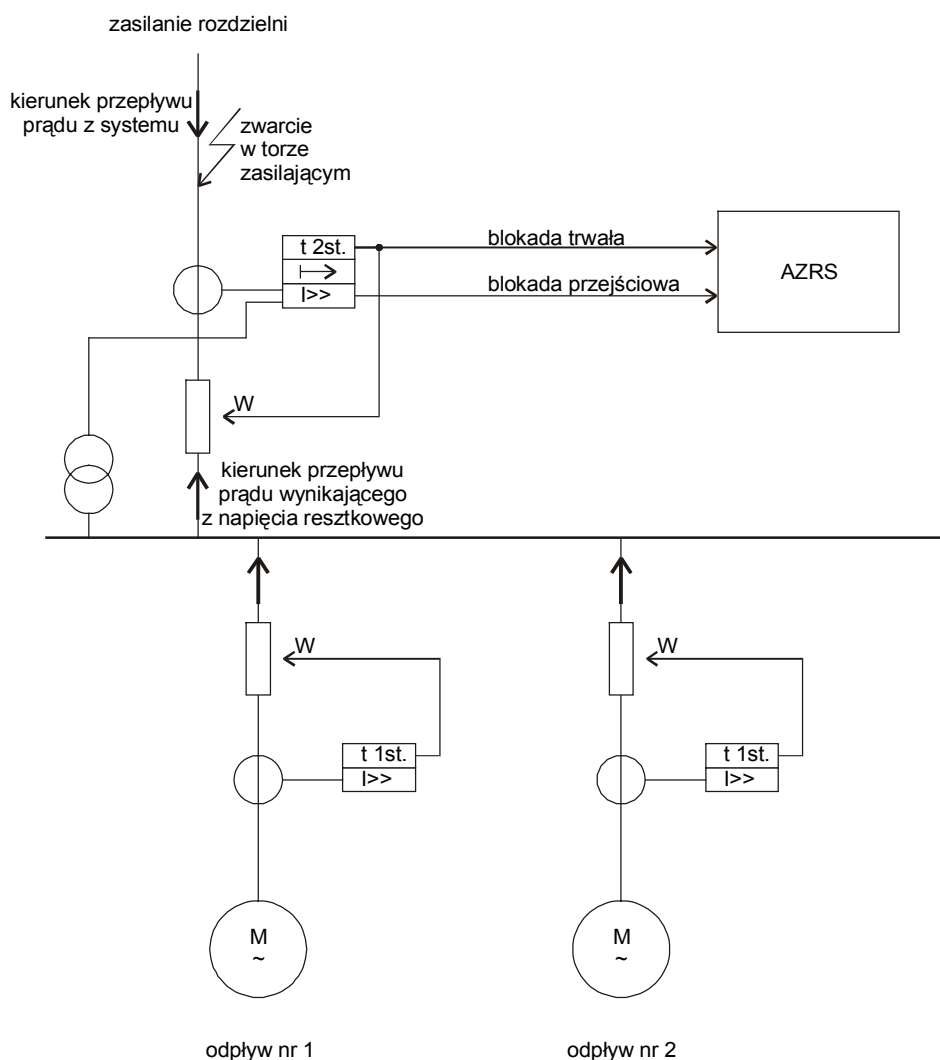 zasilanie rozdzielni
kierunek przepływu
prądu z systemu
zwarcie
w torze
zasilającym
t 2st.
I>>
blokada trwała
blokada przejściowa
AZRS
W
kierunek przepływu
prądu wynikającego
z napięcia resztkowego
W
t 1st.
I>>
M
~
odpływ nr 1
W
t 1st.
I>>
M
~
odpływ nr 2